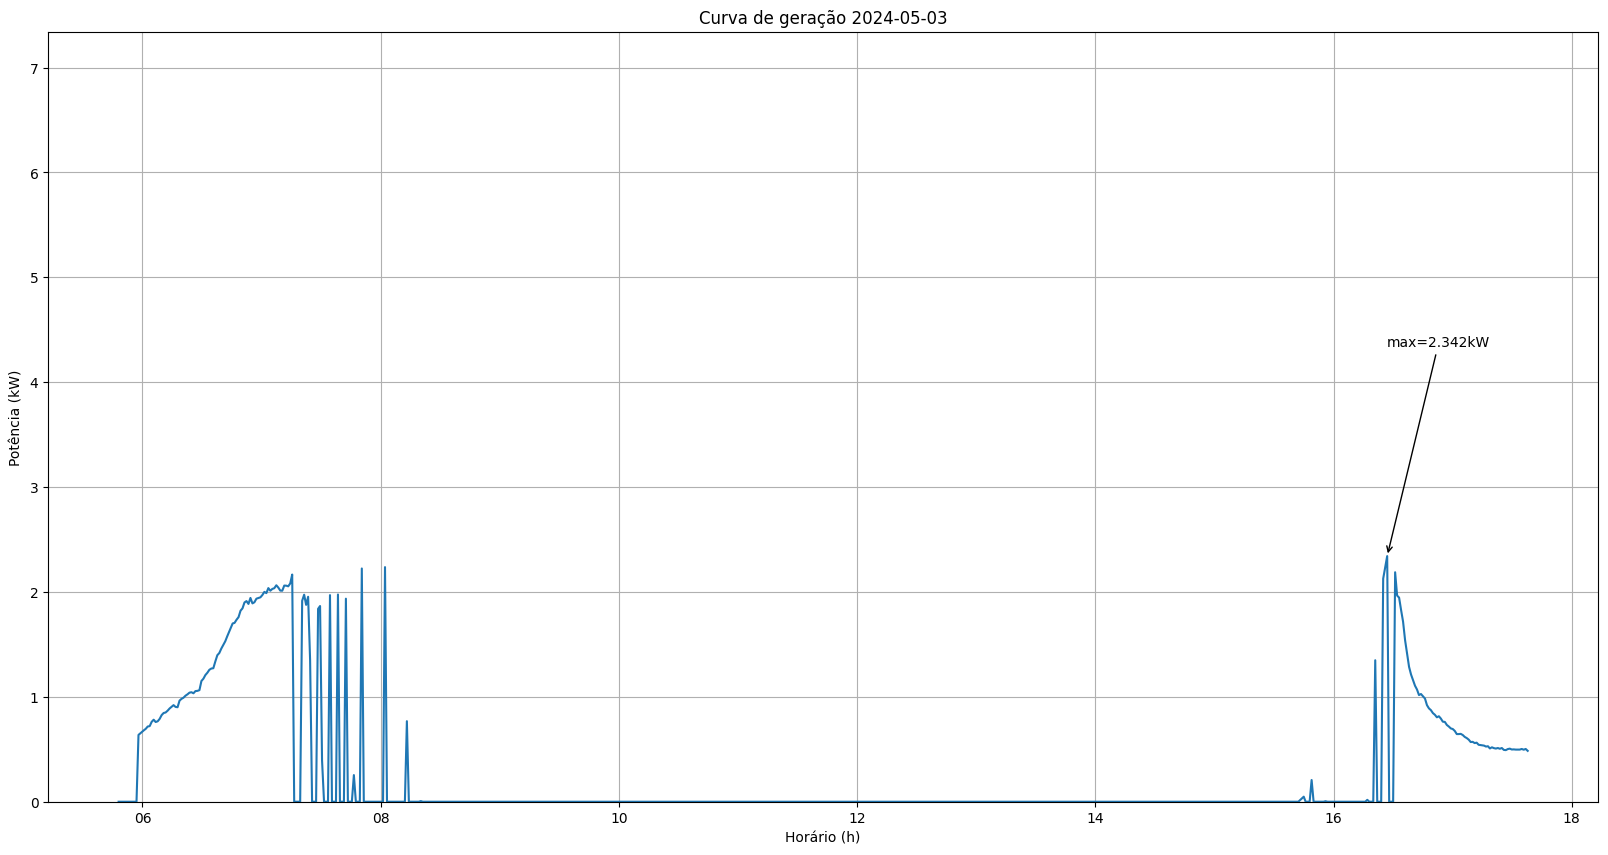 Curva de geração 2024-05-03
7
6
5
4
3
2
1
0
Potência (kW)
max=2.342kW
06 08 10 12 14 16 18
Horário (h)